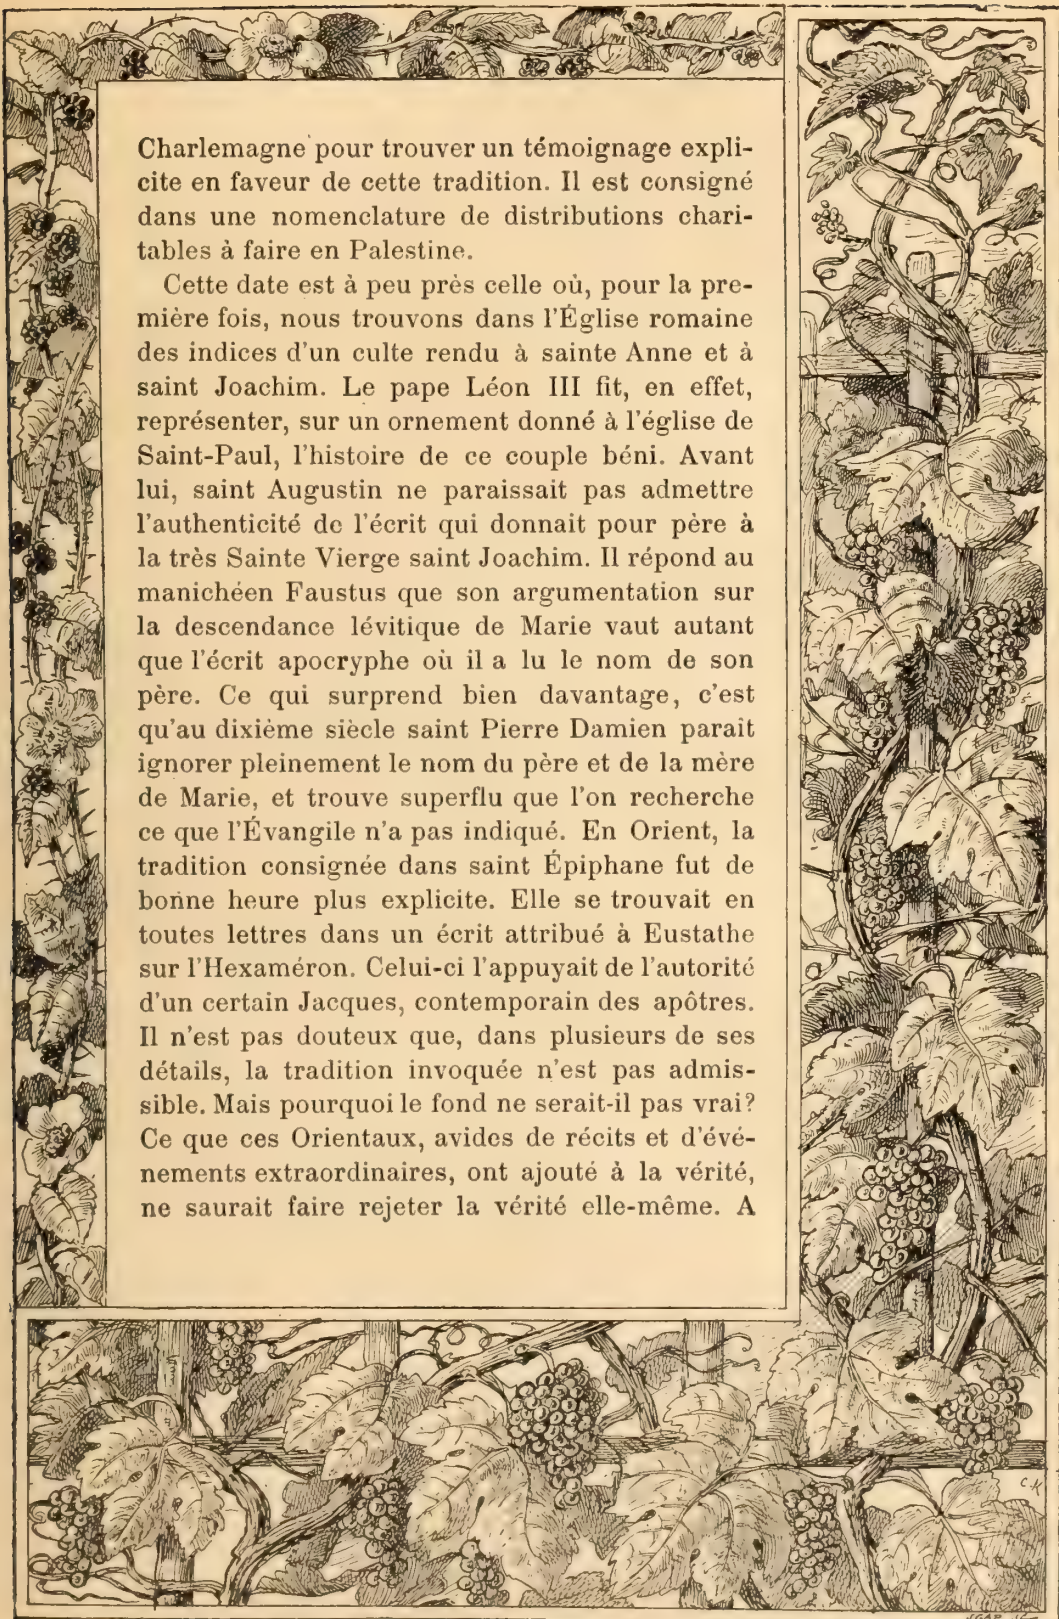 Charlemagne pour trouver un témoignage expli-
cite en faveur de cette tradition. Il est consigné
dans une nomenclature de distributions chari-
tables à faire en Palestine.
Cette date est à peu près celle où, pour la pre-
mière fois, nous trouvons dans l'Église romaine
des indices d'un culte rendu à sainte Anne et à
saint Joachim. Le pape Léon III fit, en effet,
représenter, sur un ornement donné à l'église de
Saint-Paul, l'histoire de ce couple béni. Avant
lui, saint Augustin ne paraissait pas admettre
l'authenticité de l'écrit qui donnait pour père à
la très Sainte Vierge saint Joachim. Il répond au
manichéen Faustus que son argumentation sur
la descendance lévitique de Marie vaut autant
que l'écrit apocryphe où il a lu le nom de son
père. Ce qui surprend bien davantage, c'est
qu'au dixième siècle saint Pierre Damien parait
ignorer pleinement le nom du père et de la mère
de Marie, et trouve superflu que l'on recherche
ce que l'Évangile n'a pas indiqué. En Orient, la
tradition consignée dans saint Épiphane fut de
bonne heure plus explicite. Elle se trouvait en
toutes lettres dans un écrit attribué à Eustathe
sur l'Hexaméron. Celui-ci l'appuyait de l'autorité
d'un certain Jacques, contemporain des apôtres.
Il n'est pas douteux que, dans plusieurs de ses
détails, la tradition invoquée n'est pas admis-
sible. Mais pourquoi le fond ne serait-il pas vrai?
Ce que ces Orientaux, avides de récits et d'évé-
nements extraordinaires, ont ajouté à la vérité,
ne saurait faire rejeter la vérité elle-même. A